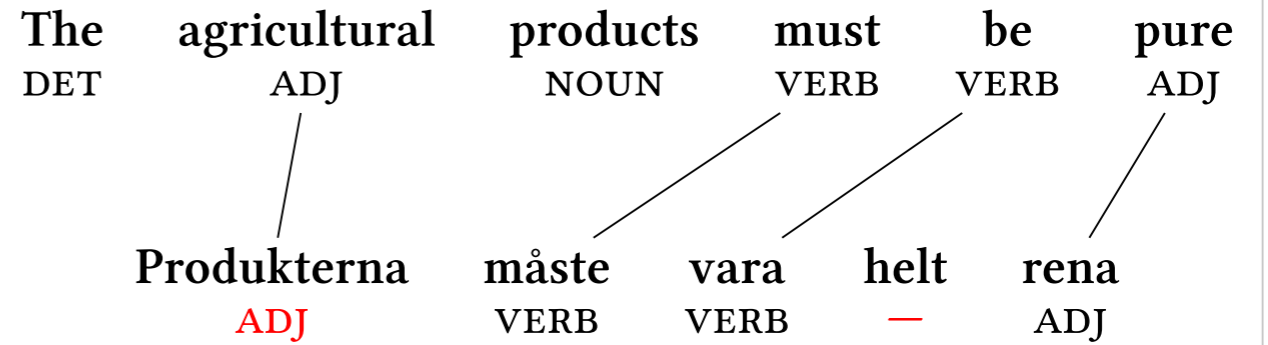 The agricultural products must be pure
DET ADJ NOUN VERB VERB ADJ
Produkterna måste vara helt rena
ADJ VERB VERB — ADJ